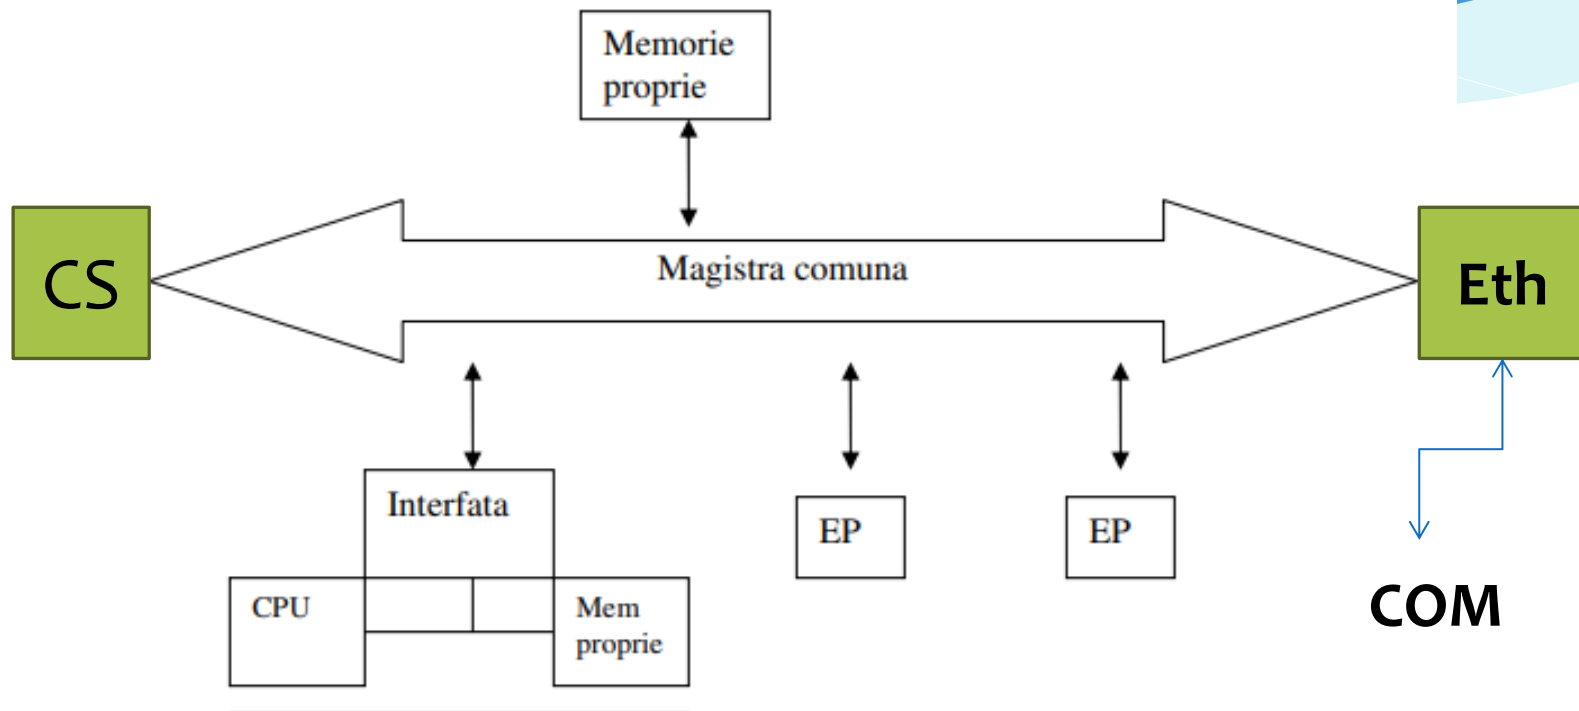 Memorie
proprie
CS
Magistra comuna
Eth
Interfata
EP
EP
CPU
Mem
proprie
COM